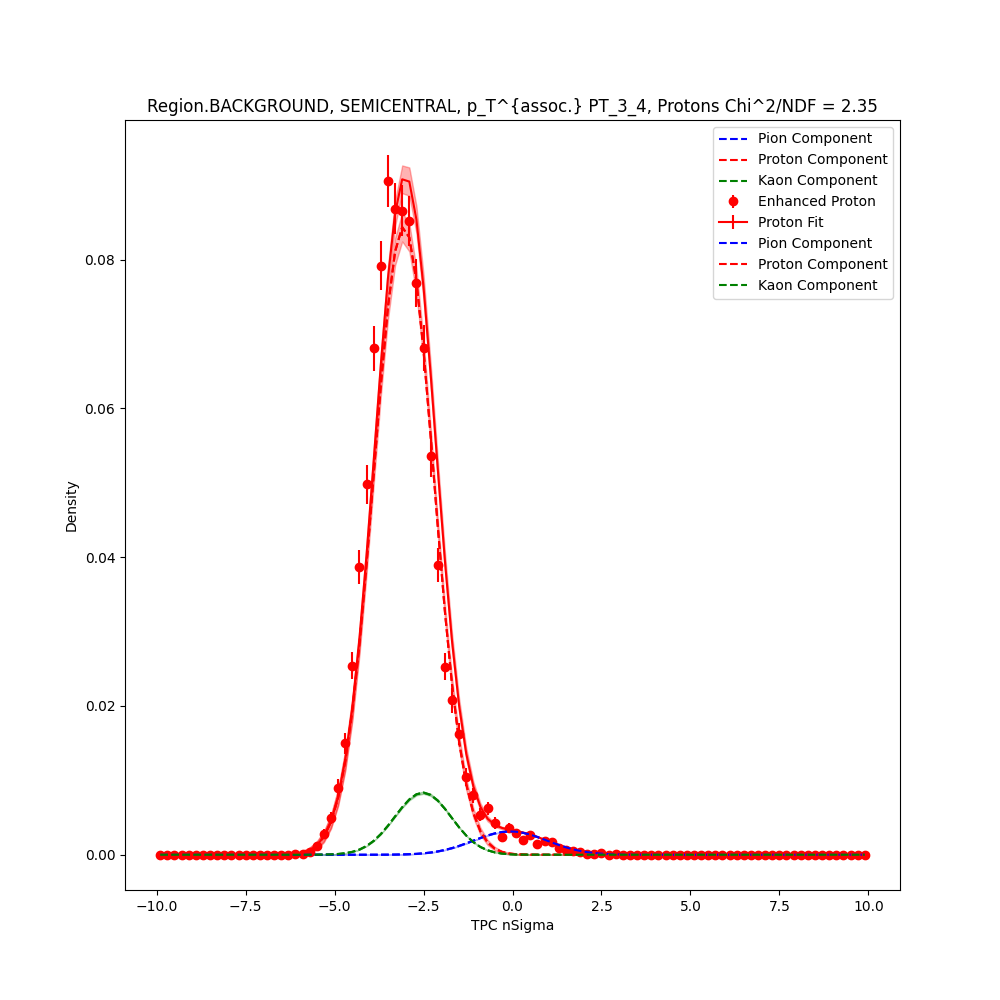 Region.BACKGROUND, SEMICENTRAL, p_T^{assoc.} PT_3_4, Protons Chi^2/NDF = 2.35
Pion Component
Proton Component
Kaon Component
Enhanced Proton
Proton Fit
Pion Component
Proton Component
Kaon Component
0.08
0.06
0.04
0.02
0.00
Density
−10.0 −7.5 −5.0 −2.5 0.0 2.5 5.0 7.5 10.0
TPC nSigma